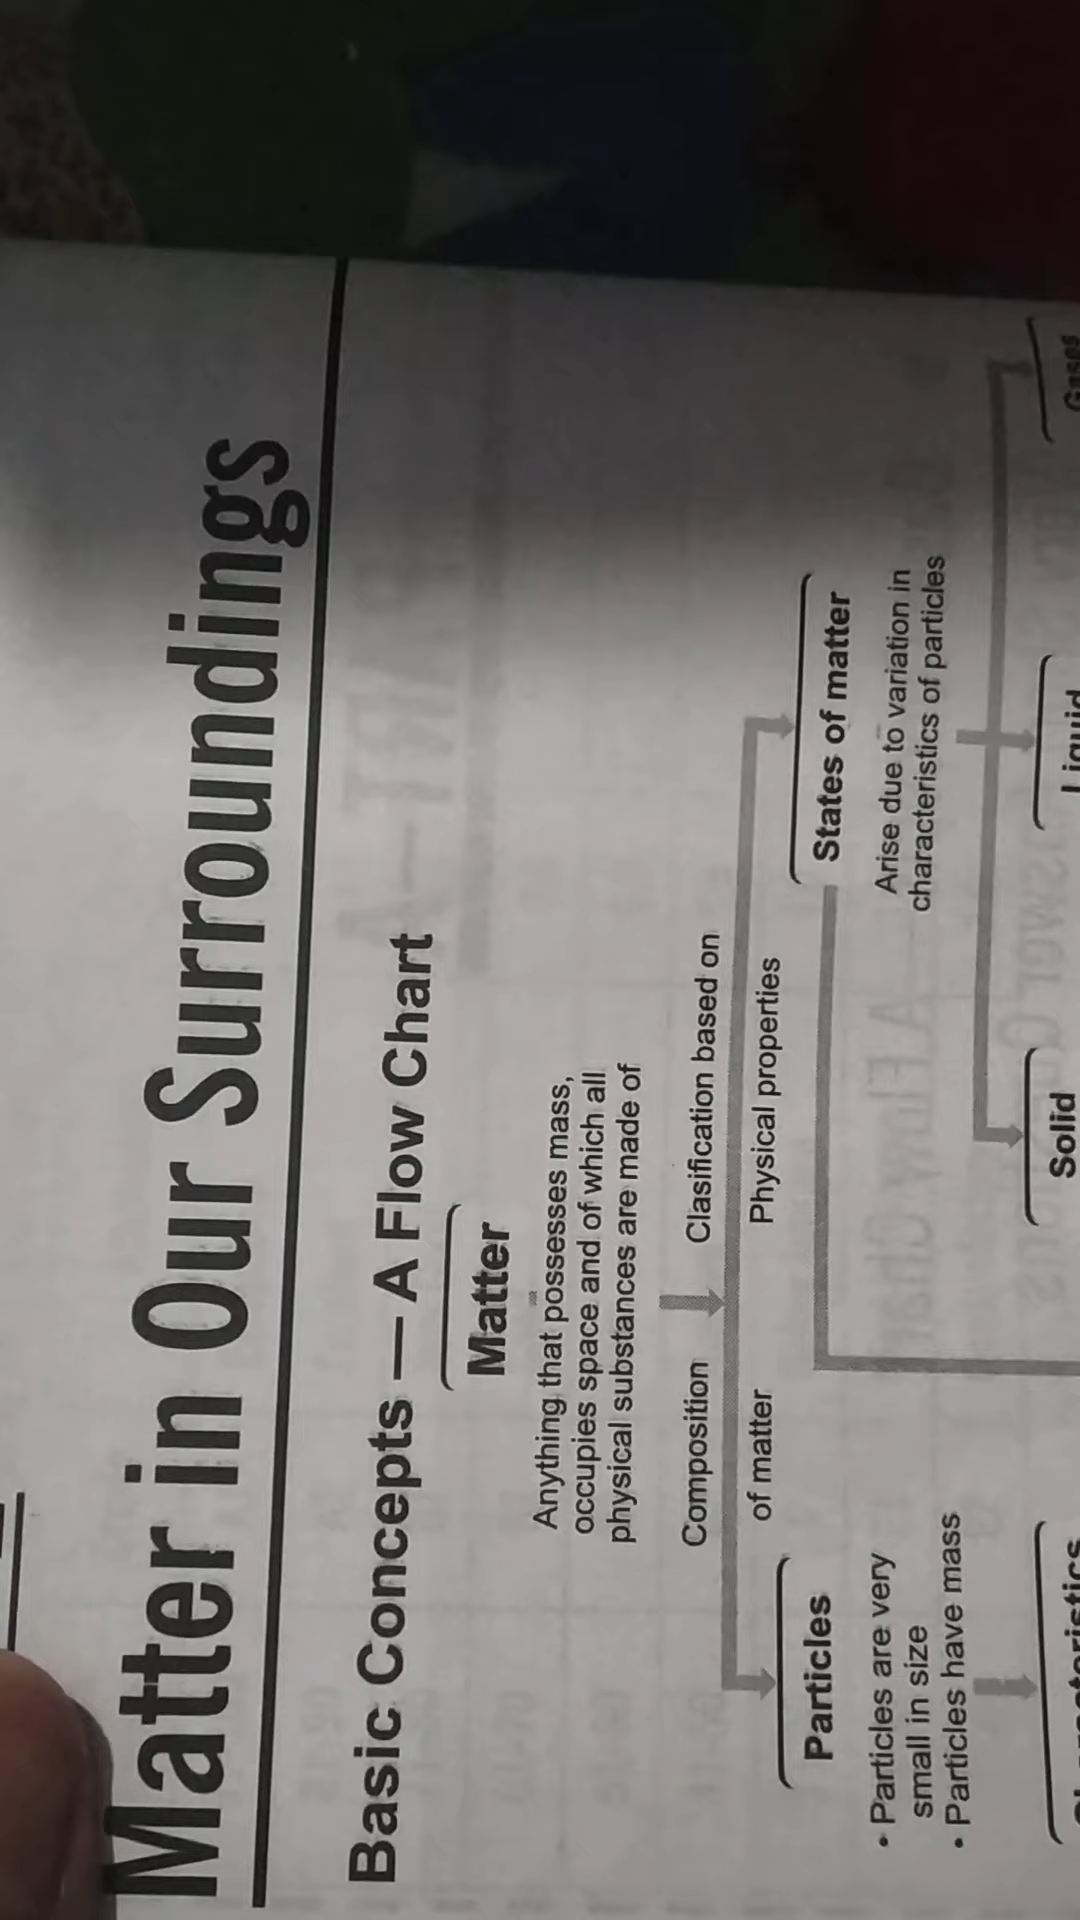 Matter in Our Surroundings
Basic Concepts — A Flow Chart
Matter
Anything that possesses mass,
occupies space and of which all
physical substances are made of
Composition
of matter
Clasification based on
Physical properties
Particles
• Particles are very
small in size
• Particles have mass
States of matter
Arise due to variation in
characteristics of particles
Solid
Liquid
Gases